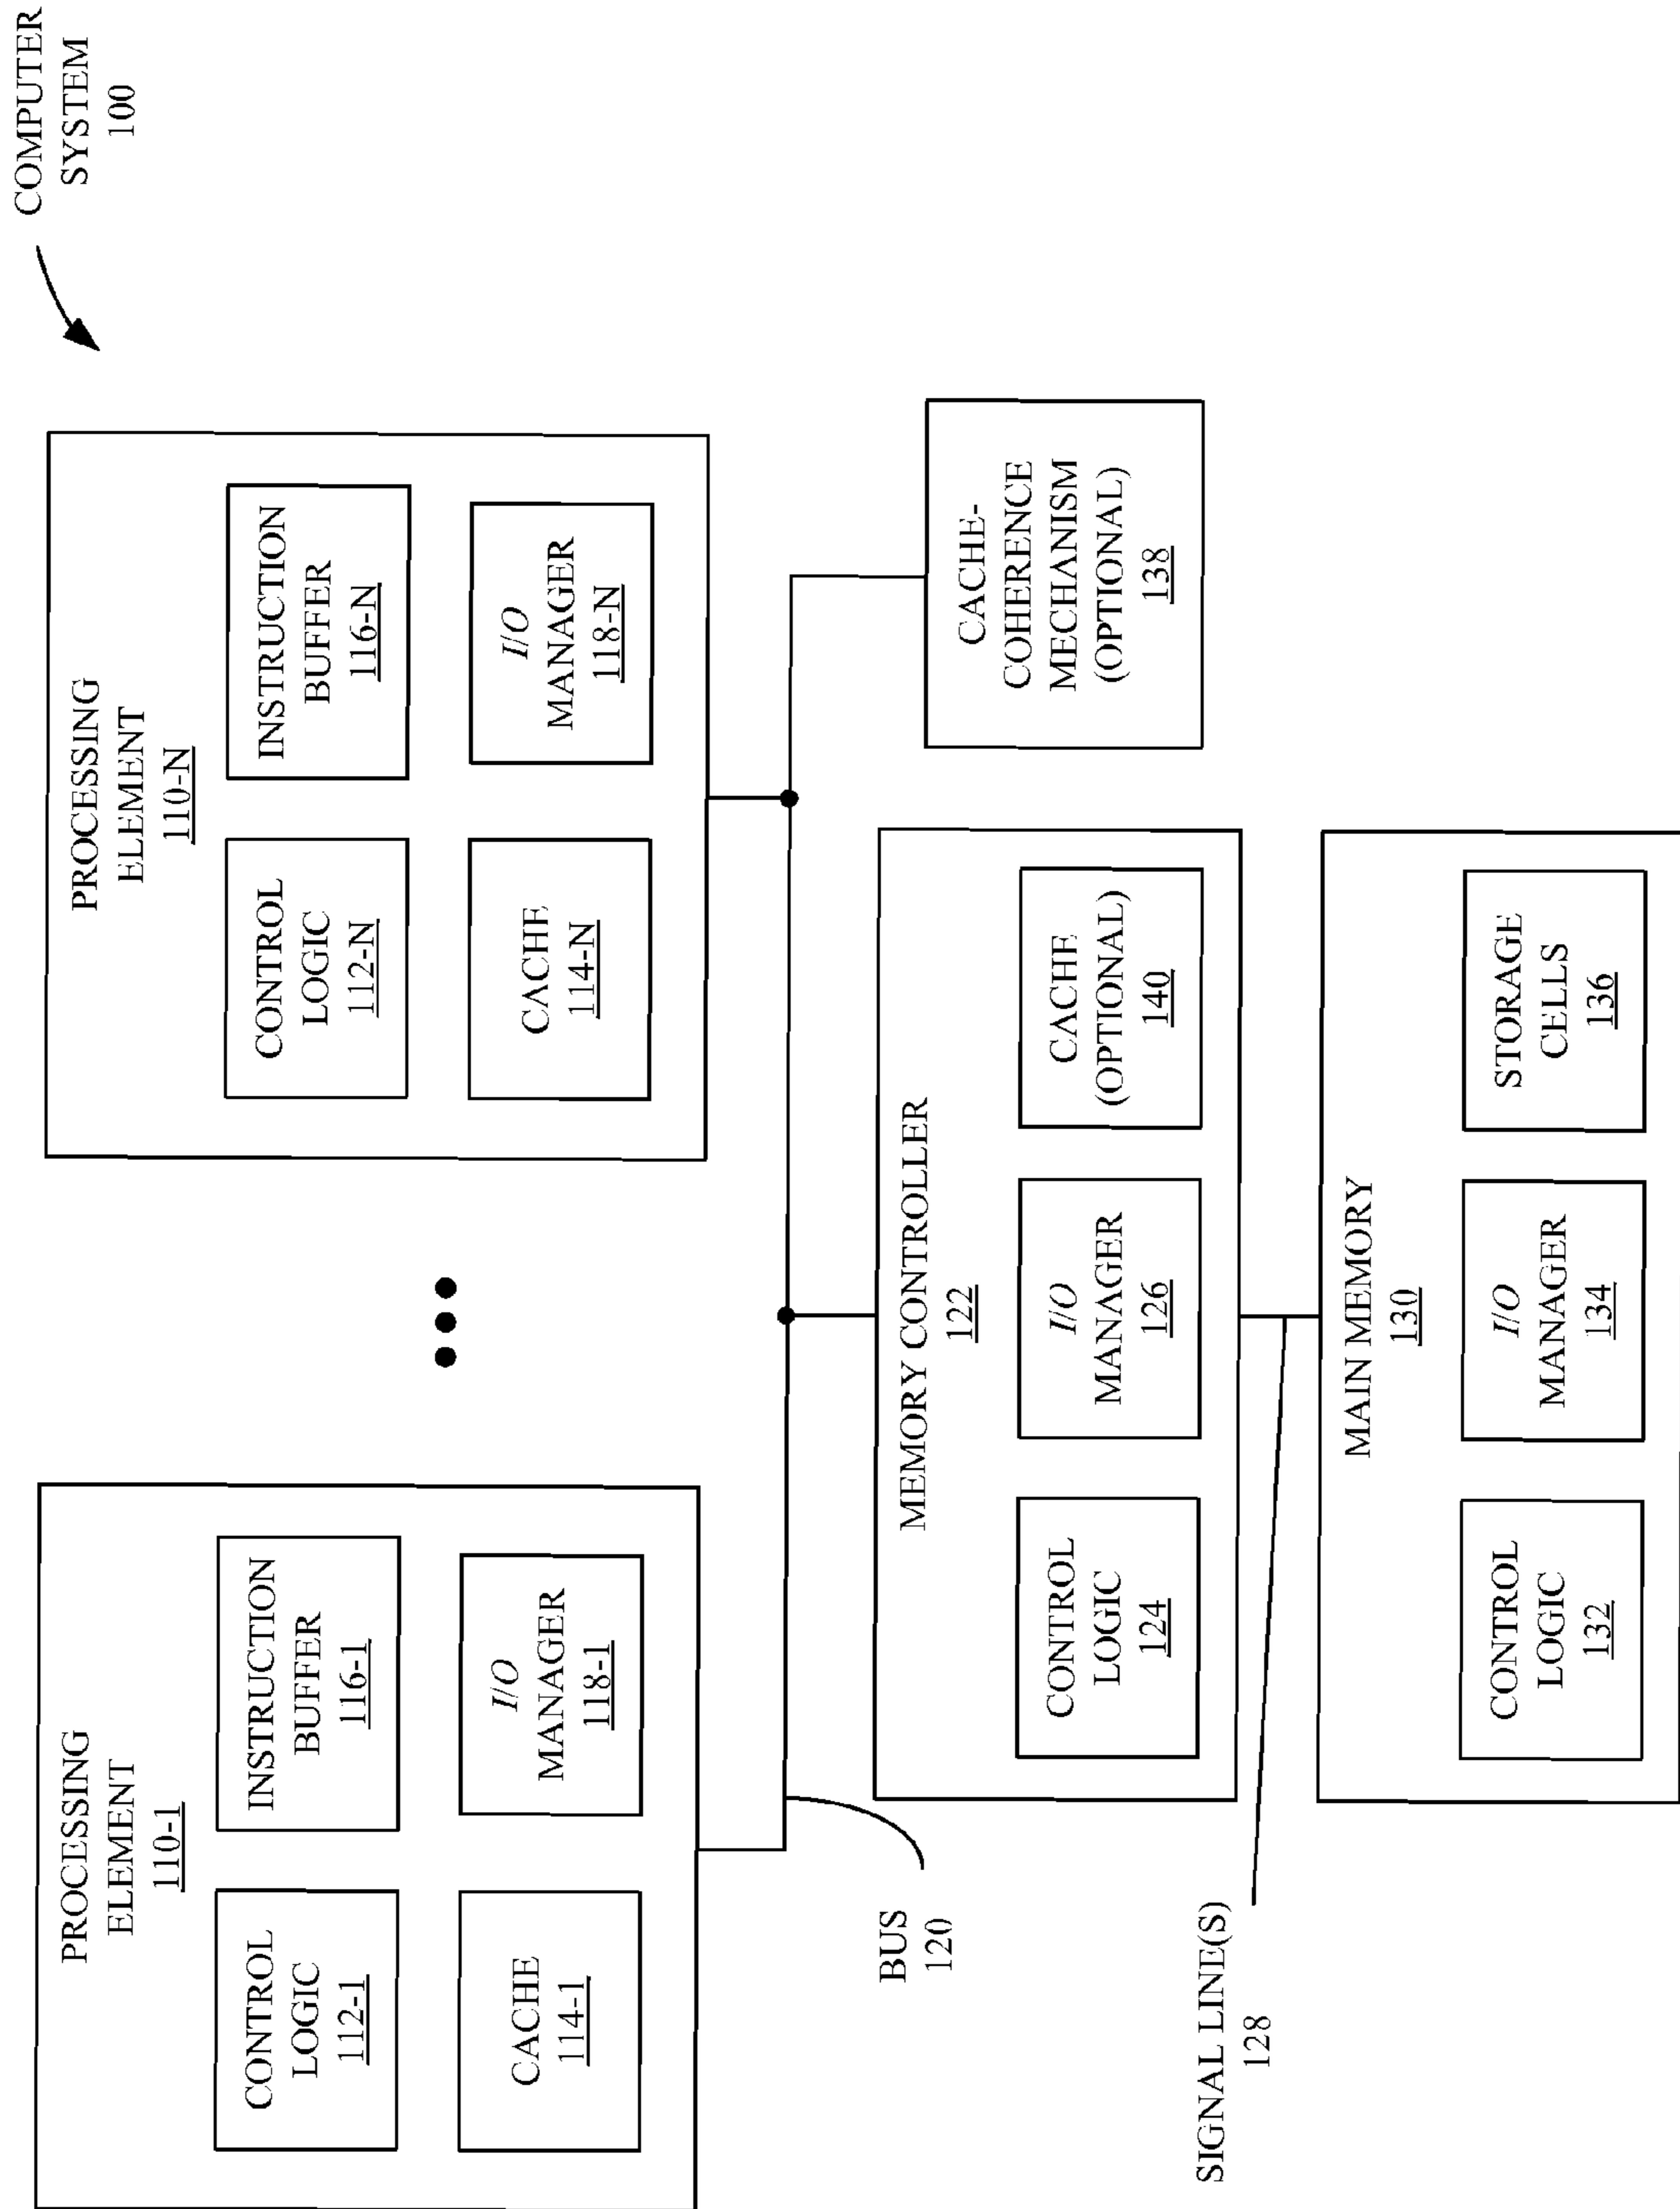 COMPUTER
SYSTEM
100
PROCESSING
ELEMENT
110-1
CONTROL
LOGIC
112-1
INSTRUCTION
BUFFER
116-1
CACHE
114-1
I/O
MANAGER
118-1
PROCESSING
ELEMENT
110-N
CONTROL
LOGIC
112-N
INSTRUCTION
BUFFER
116-N
CACHE
114-N
I/O
MANAGER
118-N
BUS
120
MEMORY CONTROLLER
122
CONTROL
LOGIC
124
I/O
MANAGER
126
CACHE
(OPTIONAL)
140
CACHE-
COHERENCE
MECHANISM
(OPTIONAL)
138
SIGNAL LINE(S)
128
MAIN MEMORY
130
CONTROL
LOGIC
132
I/O
MANAGER
134
STORAGE
CELLS
136